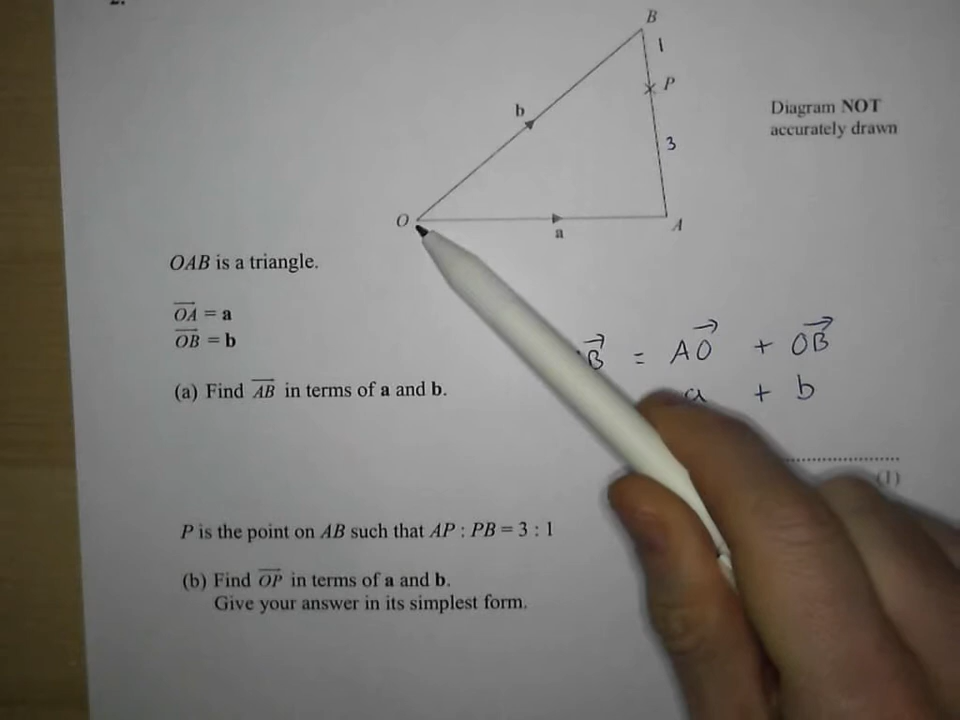 B
1
P
b
Diagram NOT
accurately drawn
3
O
A
a
OAB is a triangle.
OA = a
OB = b
B = AO + OB
(a) Find AB in terms of a and b.
a + b
(1)
P is the point on AB such that AP : PB = 3 : 1
(b) Find OP in terms of a and b.
Give your answer in its simplest form.